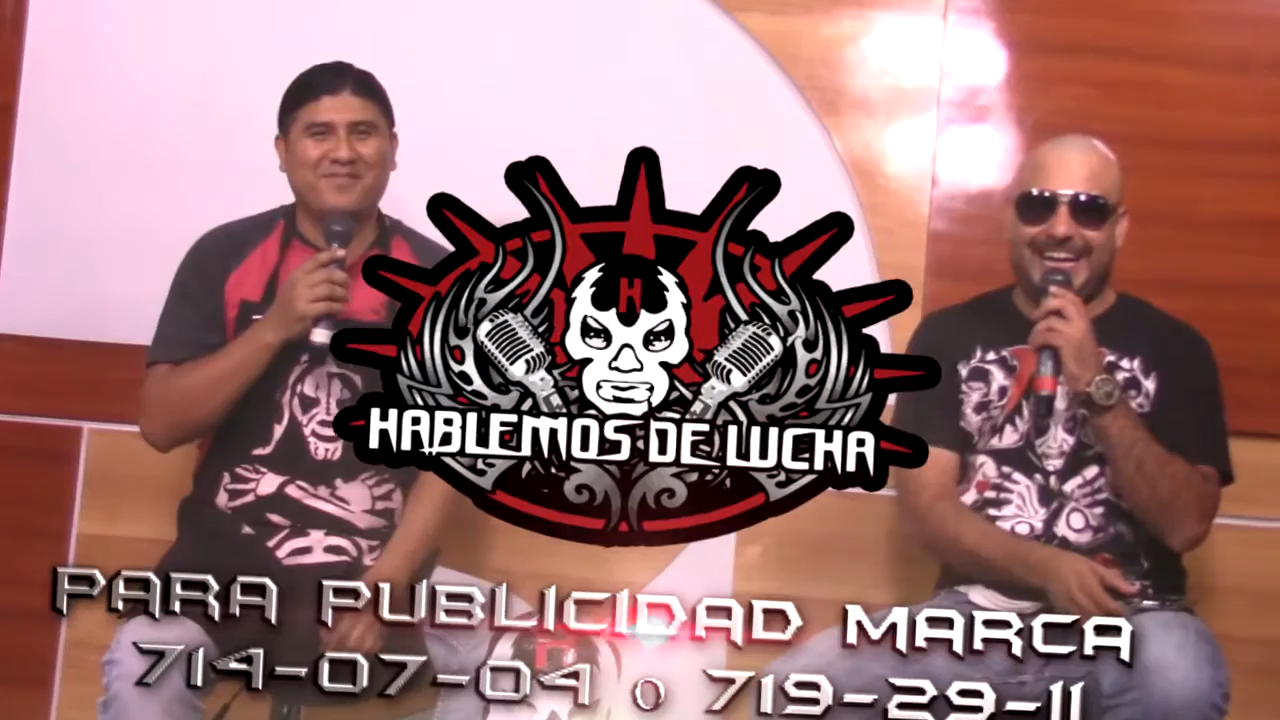 H
HABLEMOS DE LUCHA
PARA PUBLICIDAD MARCA
714-07-04 o 719-29-11